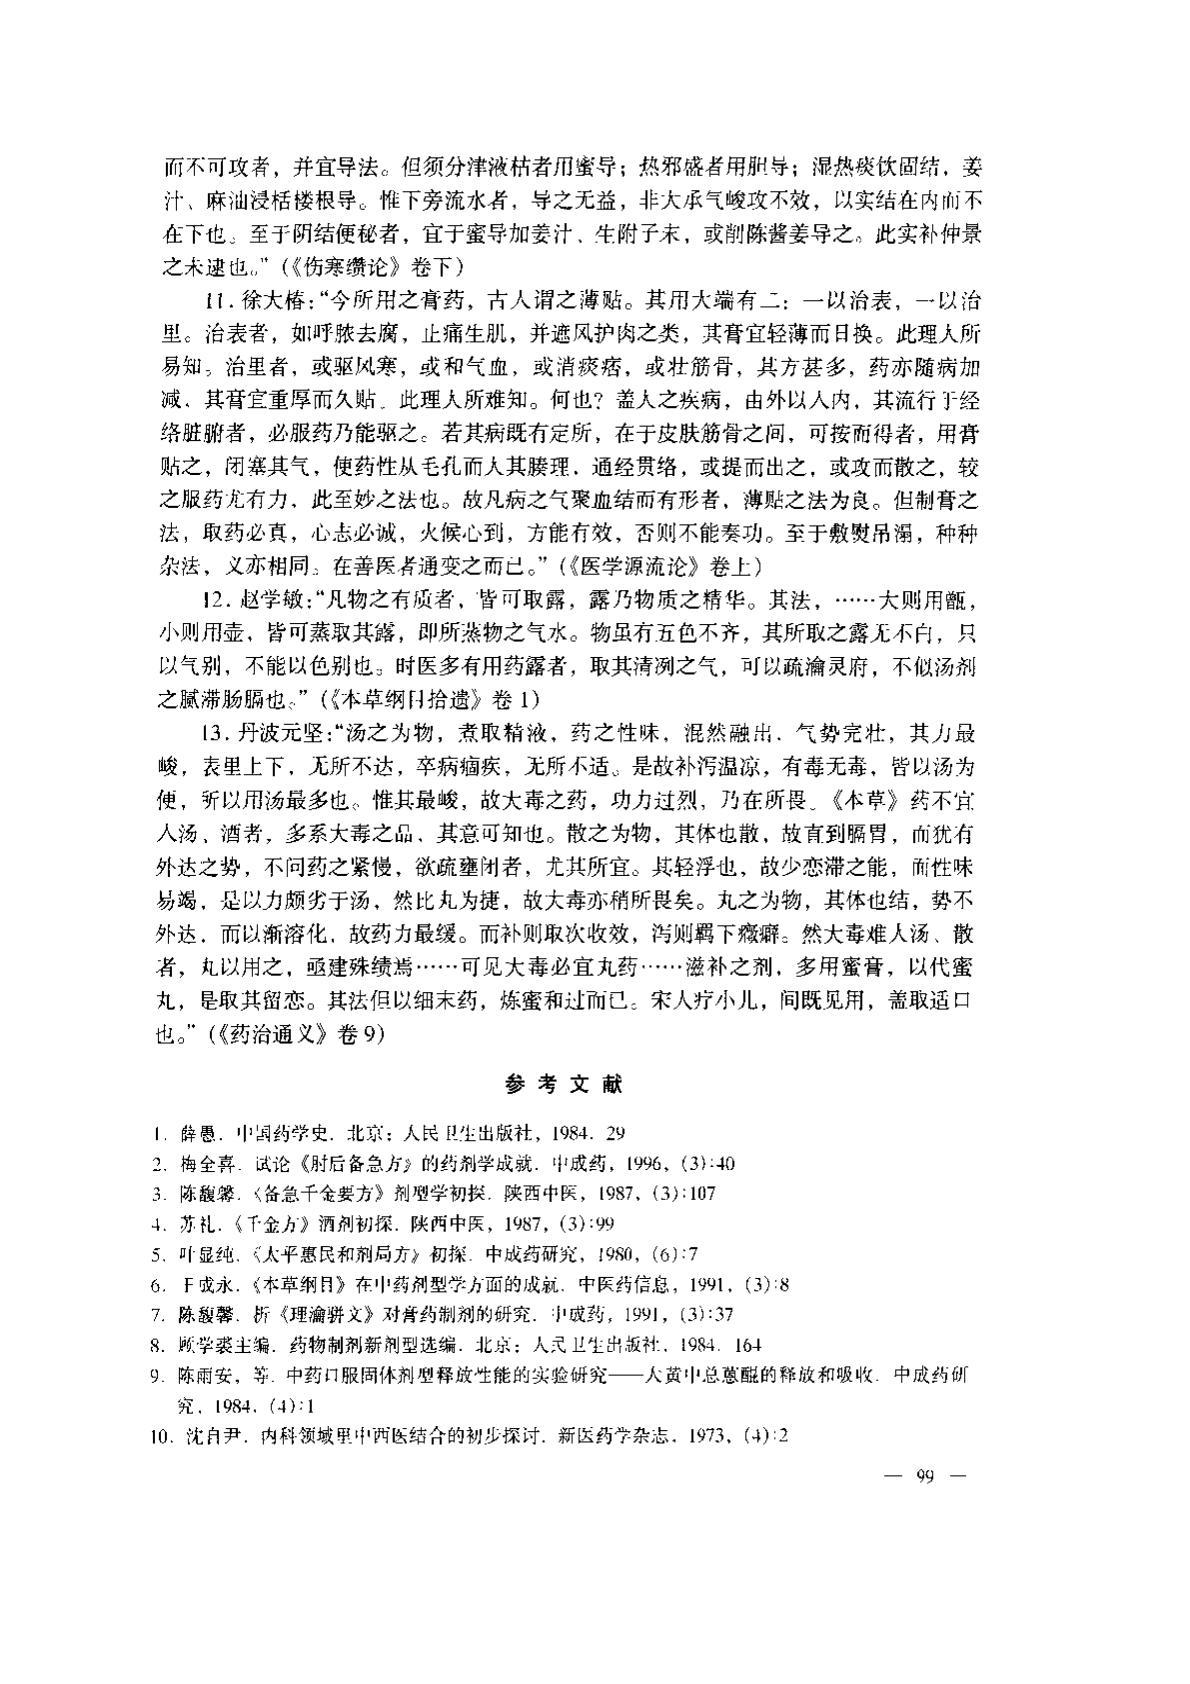 而不可攻者，并宜导法。但须分津液枯者用蜜导；热邪盛者用胆导；湿热痰饮固结，姜
汁、麻油浸栝楼根导。惟下旁流水者，导之无益，非大承气峻攻不效，以实结在内而不
在下也。至于阴结便秘者，宜于蜜导加姜汁、生附子末，或削陈酱姜导之。此实补仲景
之未逮也。”（《伤寒缵论》卷下）
11. 徐大椿：“今所用之膏药，古人谓之薄贴。其用大端有二：一以治表，一以治
里。治表者，如呼脓去腐，止痛生肌，并遮风护肉之类，其膏宜轻薄而日换。此理人所
易知。治里者，或驱风寒，或和气血，或消痰痞，或壮筋骨，其方甚多，药亦随病加
减、其膏宜重厚而久贴。此理人所难知。何也？盖人之疾病，由外以入内，其流行于经
络脏腑者，必服药乃能驱之。若其病既有定所，在于皮肤筋骨之间，可按而得者，用膏
贴之，闭塞其气，使药性从毛孔而入其腠理，通经贯络，或提而出之，或攻而散之，较
之服药尤有力，此至妙之法也。故凡病之气聚血结而有形者，薄贴之法为良。但制膏之
法，取药必真，心志必诚，火候心到，方能有效，否则不能奏功。至于敷熨吊溻，种种
杂法，义亦相同。在善医者通变之而已。”（《医学源流论》卷上）
12. 赵学敏：“凡物之有质者，皆可取露，露乃物质之精华。其法，……大则用甑，
小则用壶，皆可蒸取其露，即所蒸物之气水。物虽有五色不齐，其所取之露无不白，只
以气别，不能以色别也。时医多有用药露者，取其清冽之气，可以疏瀹灵府，不似汤剂
之腻滞肠膈也。”（《本草纲目拾遗》卷 1）
13. 丹波元坚：“汤之为物，煮取精液，药之性味，混然融出，气势完壮，其力最
峻，表里上下，无所不达，卒病痼疾，无所不适。是故补泻温凉，有毒无毒，皆以汤为
便，所以用汤最多也。惟其最峻，故大毒之药，功力过烈，乃在所畏。《本草》药不宜
入汤、酒者，多系大毒之品，其意可知也。散之为物，其体也散，故直到膈胃，而犹有
外达之势，不问药之紧慢，欲疏壅闭者，尤其所宜。其轻浮也，故少恋滞之能，而性味
易竭，是以力颇劣于汤，然比丸为捷，故大毒亦稍所畏矣。丸之为物，其体也结，势不
外达，而以渐溶化，故药力最缓。而补则取次收效，泻则羁下癥癖。然大毒难入汤、散
者，丸以用之，亟建殊绩焉……可见大毒必宜丸药……滋补之剂，多用蜜膏，以代蜜
丸，是取其留恋。其法但以细末药，炼蜜和过而已。宋人疗小儿，间既见用，盖取适口
也。”（《药治通义》卷 9）
参 考 文 献
1. 薛愚. 中国药学史. 北京：人民卫生出版社，1984. 29
2. 梅全喜. 试论《肘后备急方》的药剂学成就. 中成药，1996，（3）：40
3. 陈馥馨.《备急千金要方》剂型学初探. 陕西中医，1987，（3）：107
4. 苏礼.《千金方》酒剂初探. 陕西中医，1987，（3）：99
5. 叶显纯.《太平惠民和剂局方》初探. 中成药研究，1980，（6）：7
6. 于成永.《本草纲目》在中药剂型学方面的成就. 中医药信息，1991，（3）：8
7. 陈馥馨. 析《理瀹骈文》对膏药制剂的研究. 中成药，1991，（3）：37
8. 顾学裘主编. 药物制剂新剂型选编. 北京：人民卫生出版社，1984. 164
9. 陈雨安，等. 中药口服固体剂型释放性能的实验研究——大黄中总蒽醌的释放和吸收. 中成药研
究，1984，（4）：1
10. 沈自尹. 内科领域里中西医结合的初步探讨. 新医药学杂志，1973，（4）：2
— 99 —